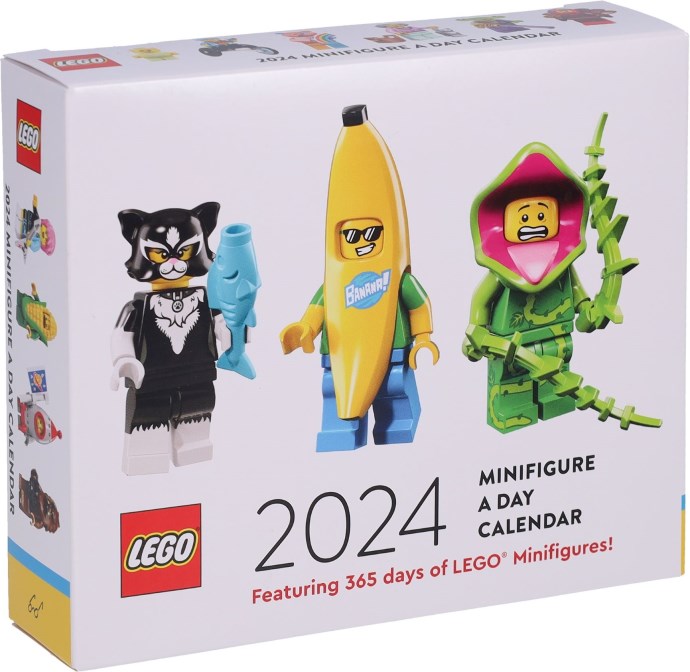 LEGO
2024 MINIFIGURE A DAY CALENDAR
LEGO
2024 MINIFIGURE A DAY CALENDAR
BANANA!
LEGO
2024
MINIFIGURE
A DAY
CALENDAR
Featuring 365 days of LEGO® Minifigures!